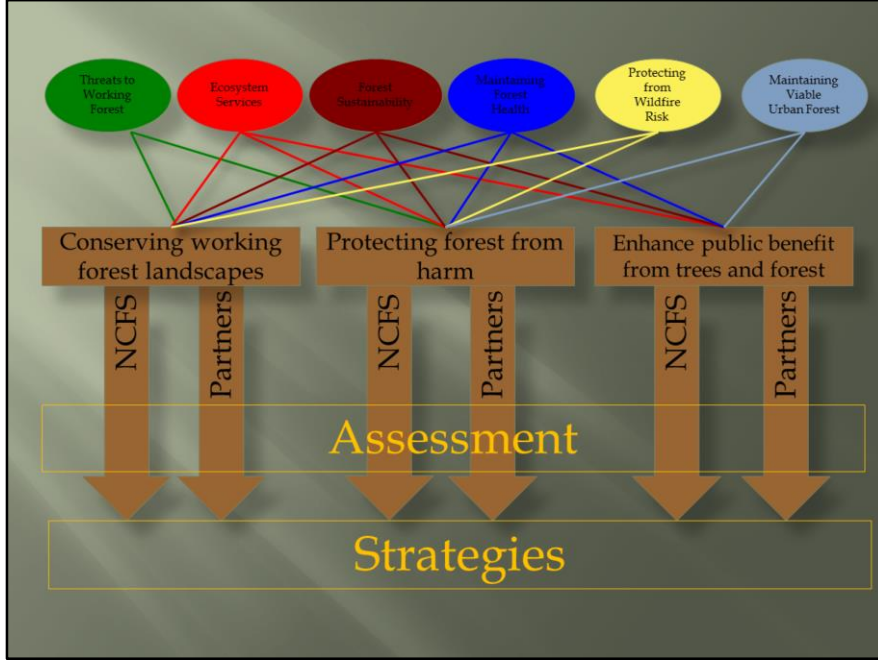 Threats to
Working
Forest
Ecosystem
Services
Forest
Sustainability
Maintaining
Forest
Health
Protecting
from
Wildfire
Risk
Maintaining
Viable
Urban Forest
Conserving working
forest landscapes
Protecting forest from
harm
Enhance public benefit
from trees and forest
NCFS
Partners
NCFS
Partners
NCFS
Partners
Assessment
Strategies